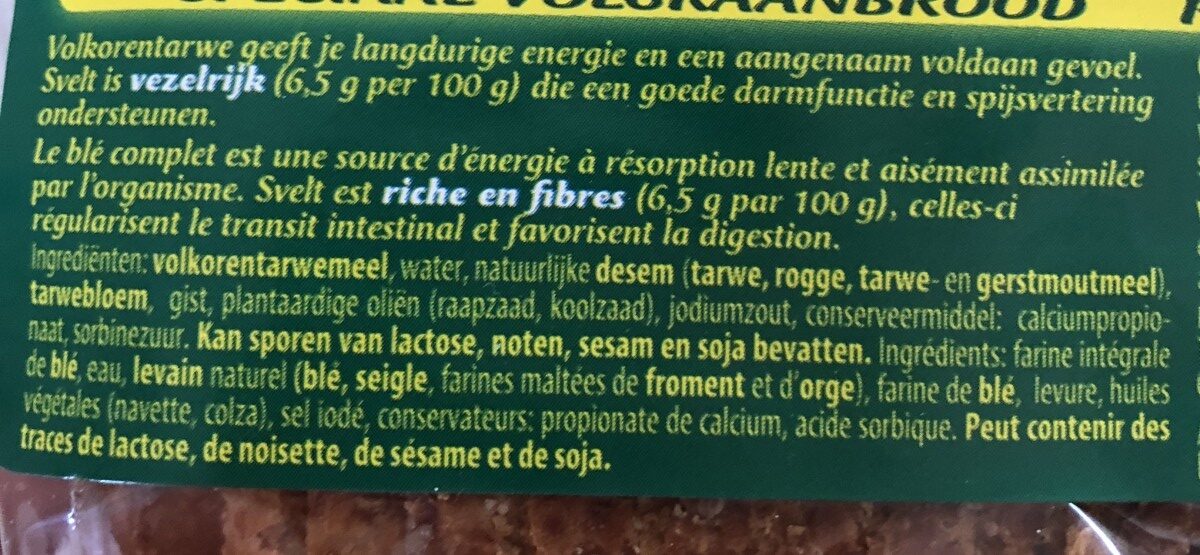 SPECIAAL VOLGRAANBROOD
Volkorentarwe geeft je langdurige energie en een aangenaam voldaan gevoel.
Svelt is vezelrijk (6,5 g per 100 g) die een goede darmfunctie en spijsvertering
ondersteunen.
Le blé complet est une source d'énergie à résorption lente et aisément assimilée
par l'organisme. Svelt est riche en fibres (6,5 g par 100 g), celles-ci
régularisent le transit intestinal et favorisent la digestion.
Ingrediënten: volkorentarwemeel, water, natuurlijke desem (tarwe, rogge, tarwe- en gerstmoutmeel),
tarwebloem, gist, plantaardige oliën (raapzaad, koolzaad), jodiumzout, conserveermiddel: calciumpropio-
naat, sorbinezuur. Kan sporen van lactose, noten, sesam en soja bevatten. Ingrédients: farine intégrale
de blé, eau, levain naturel (blé, seigle, farines maltées de froment et d'orge), farine de blé, levure, huiles
végétales (navette, colza), sel iodé, conservateurs: propionate de calcium, acide sorbique. Peut contenir des
traces de lactose, de noisette, de sésame et de soja.